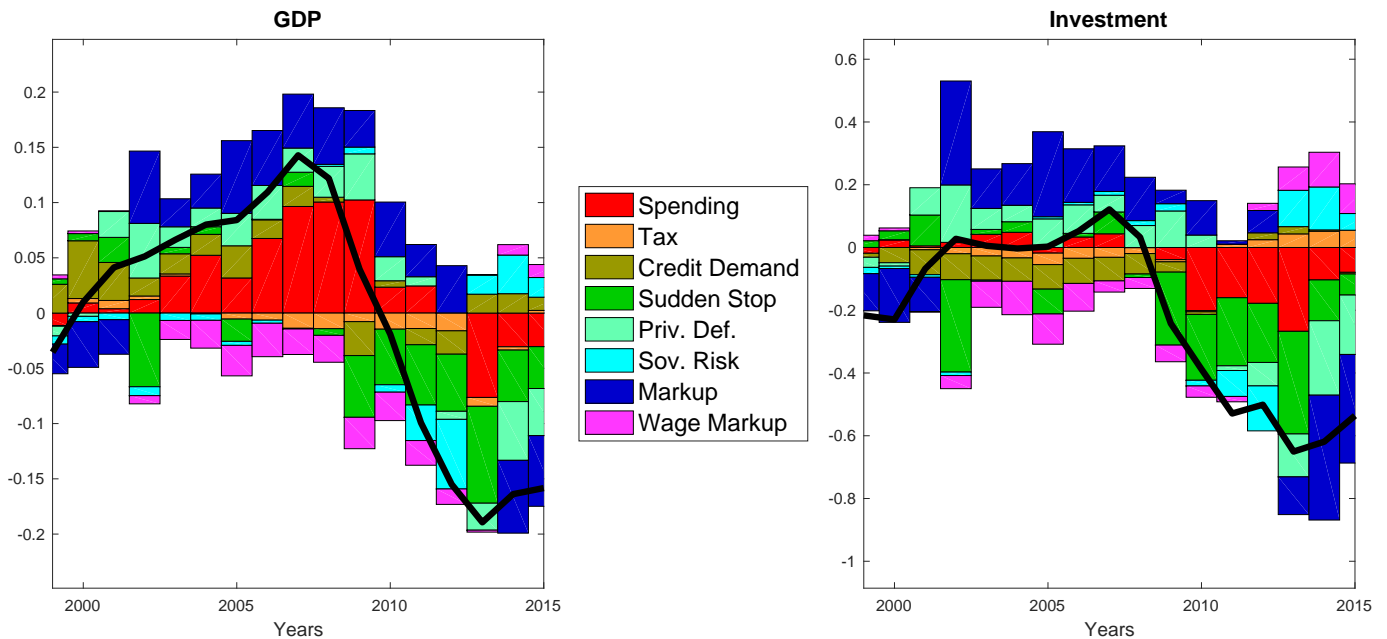 GDP
0.2
0.15
0.1
0.05
0
-0.05
-0.1
-0.15
-0.2
2000 2005 2010 2015
Years
Spending
Tax
Credit Demand
Sudden Stop
Priv. Def.
Sov. Risk
Markup
Wage Markup
Investment
0.6
0.4
0.2
0
-0.2
-0.4
-0.6
-0.8
-1
2000 2005 2010 2015
Years